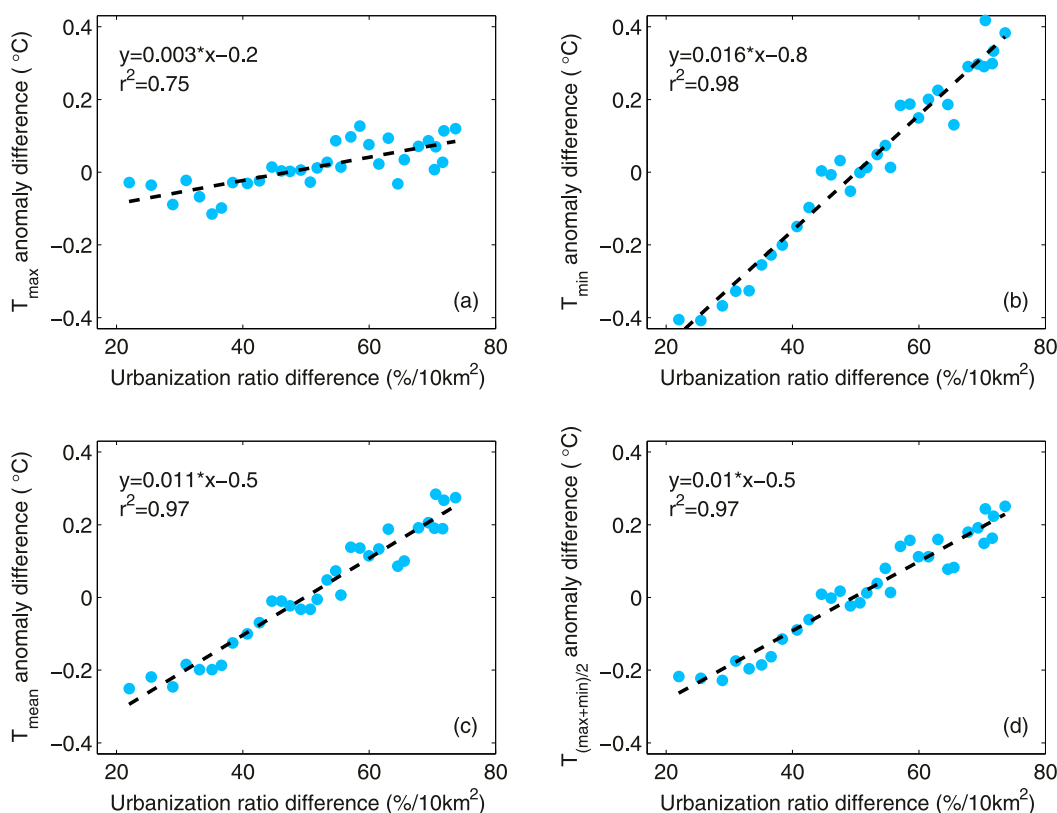 y=0.003*x−0.2
r²=0.75
(a)
0.4
0.2
0
−0.2
−0.4
20 40 60 80
T_max anomaly difference ( °C)
Urbanization ratio difference (%/10km²)
y=0.016*x−0.8
r²=0.98
(b)
0.4
0.2
0
−0.2
−0.4
20 40 60 80
T_min anomaly difference ( °C)
Urbanization ratio difference (%/10km²)
y=0.011*x−0.5
r²=0.97
(c)
0.4
0.2
0
−0.2
−0.4
20 40 60 80
T_mean anomaly difference ( °C)
Urbanization ratio difference (%/10km²)
y=0.01*x−0.5
r²=0.97
(d)
0.4
0.2
0
−0.2
−0.4
20 40 60 80
T_(max+min)/2 anomaly difference ( °C)
Urbanization ratio difference (%/10km²)